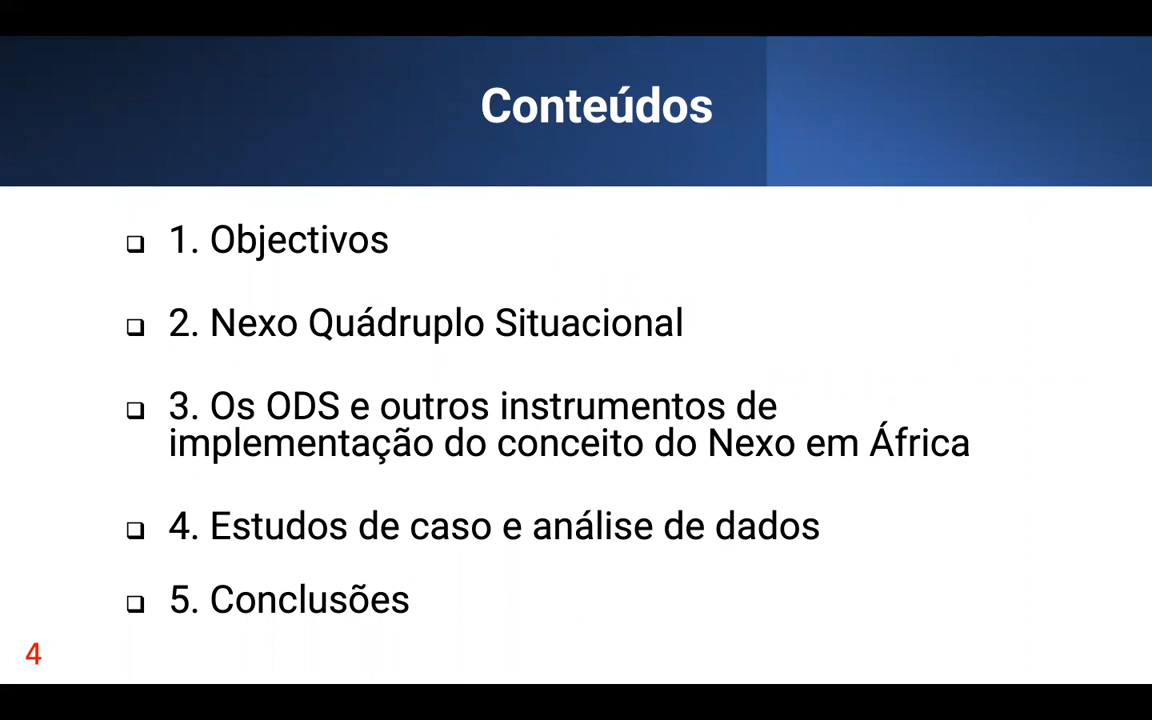 Conteúdos
❑ 1. Objectivos
❑ 2. Nexo Quádruplo Situacional
❑ 3. Os ODS e outros instrumentos de
implementação do conceito do Nexo em África
❑ 4. Estudos de caso e análise de dados
❑ 5. Conclusões
4